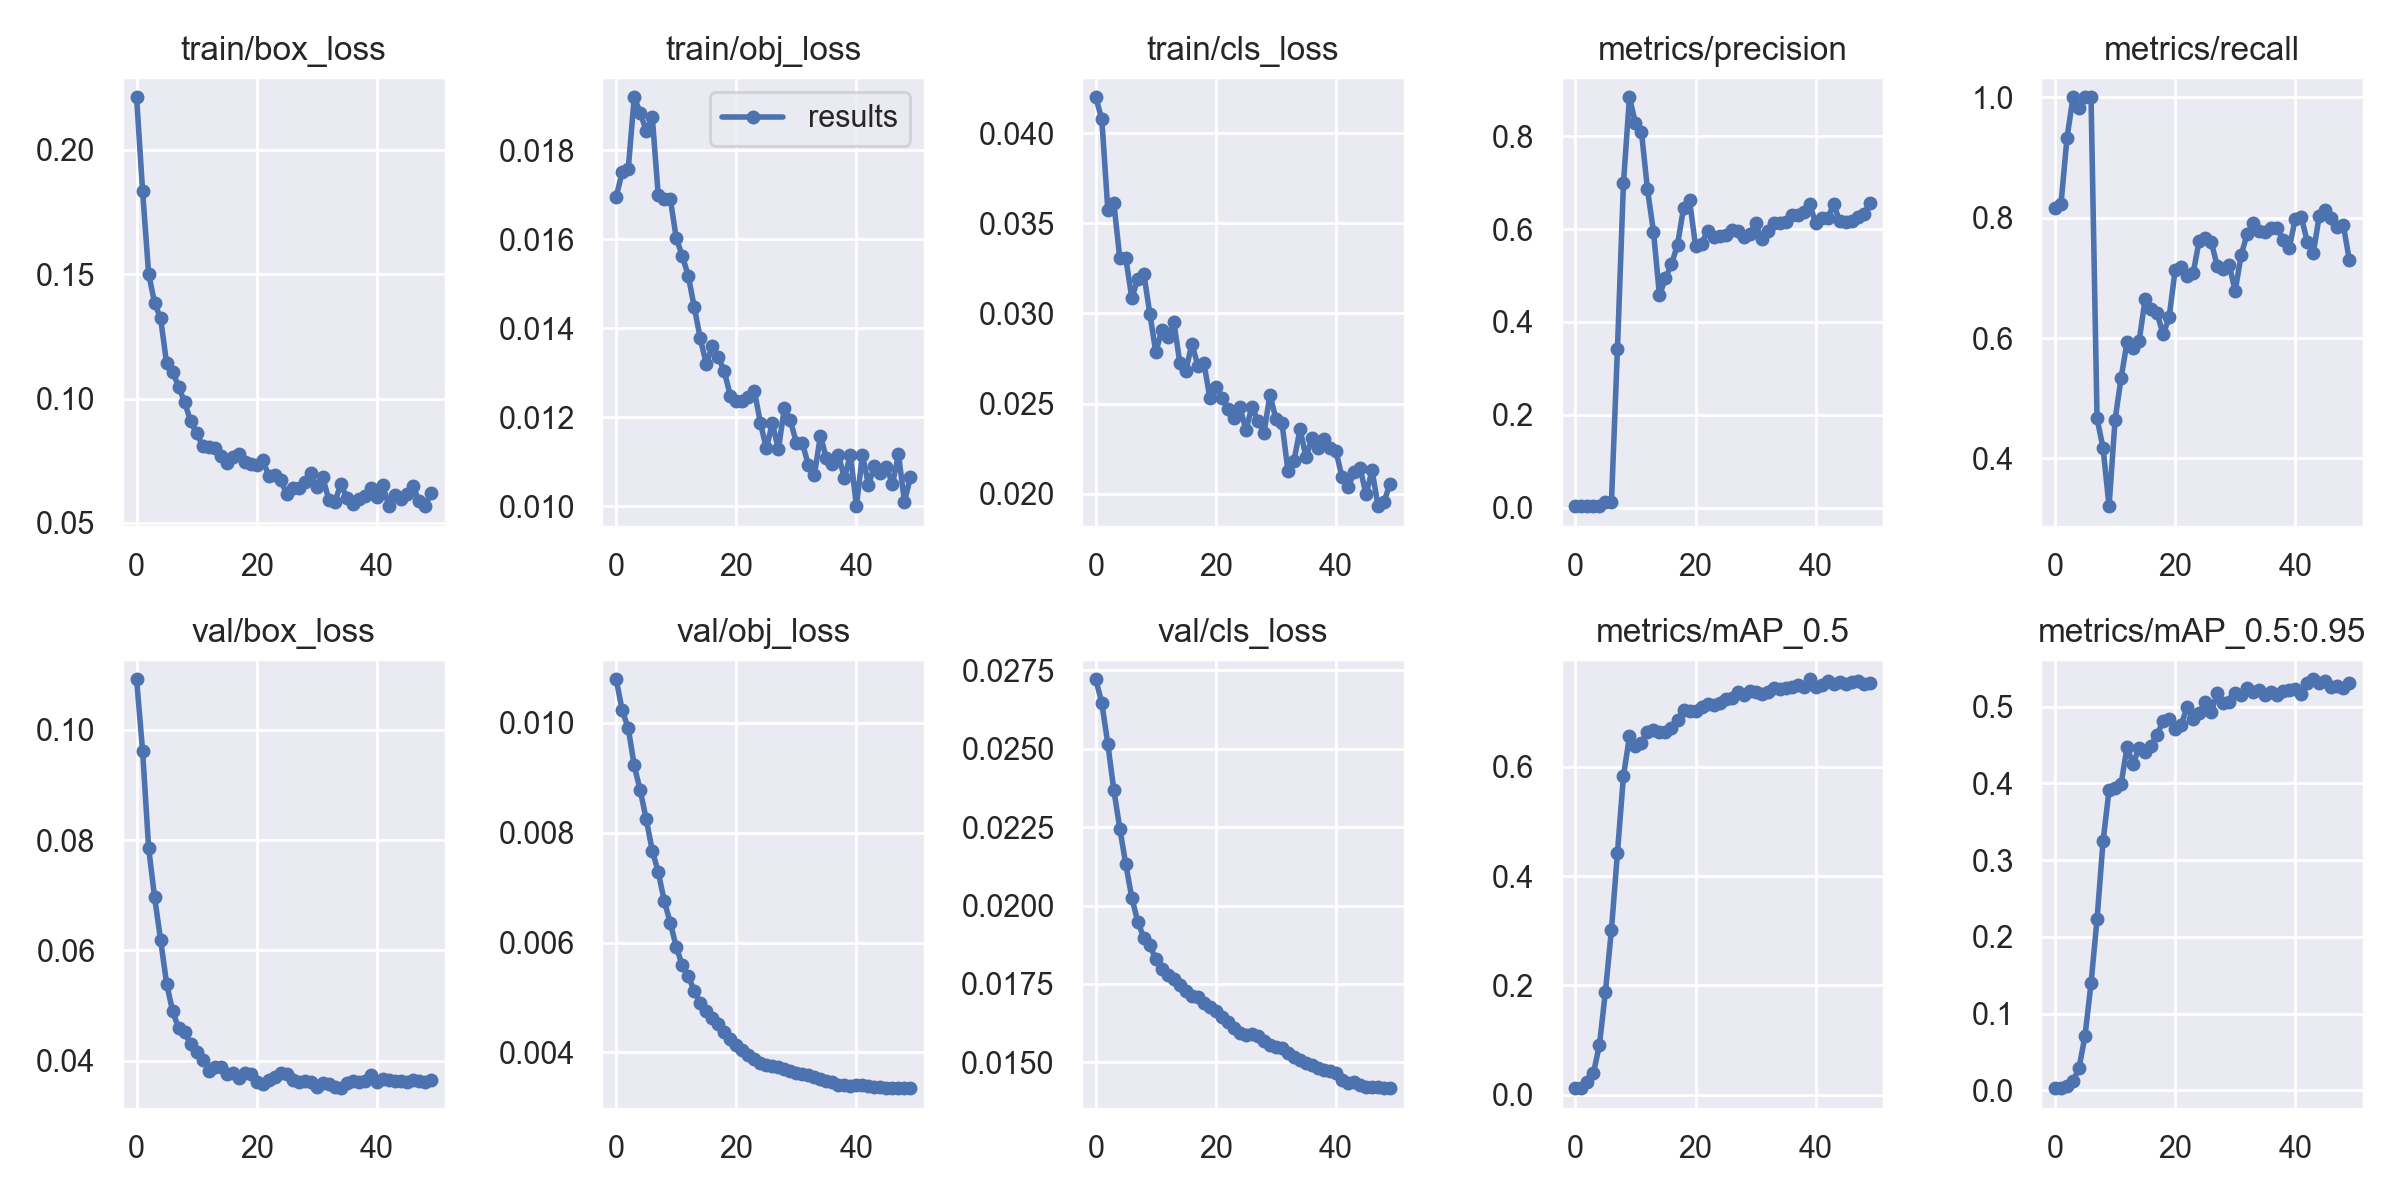 train/box_loss
0.20
0.15
0.10
0.05
0 20 40
train/obj_loss
results
0.018
0.016
0.014
0.012
0.010
0 20 40
train/cls_loss
0.040
0.035
0.030
0.025
0.020
0 20 40
metrics/precision
0.8
0.6
0.4
0.2
0.0
0 20 40
metrics/recall
1.0
0.8
0.6
0.4
0 20 40
val/box_loss
0.10
0.08
0.06
0.04
0 20 40
val/obj_loss
0.010
0.008
0.006
0.004
0 20 40
val/cls_loss
0.0275
0.0250
0.0225
0.0200
0.0175
0.0150
0 20 40
metrics/mAP_0.5
0.6
0.4
0.2
0.0
0 20 40
metrics/mAP_0.5:0.95
0.5
0.4
0.3
0.2
0.1
0.0
0 20 40